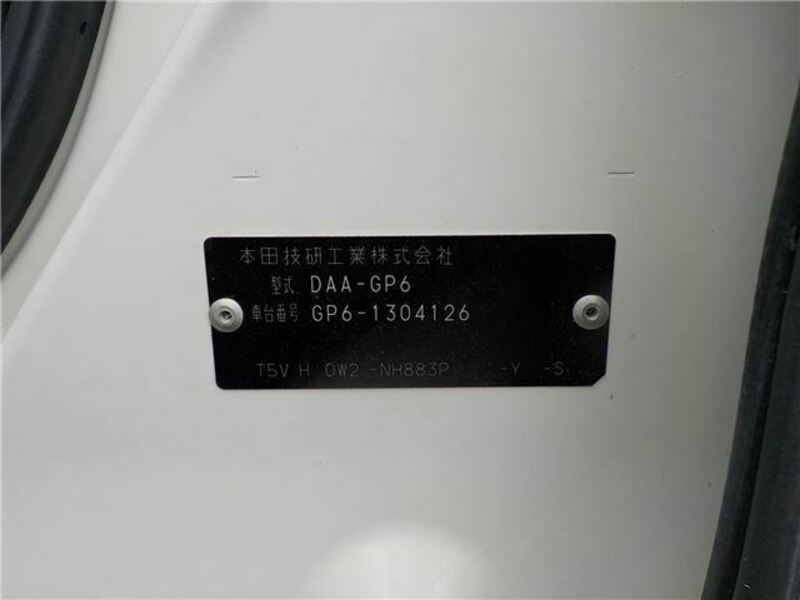 本田技研工業株式会社
型式 DAA-GP6
車台番号 GP6-1304126
T5V H 0W2 -NH883P -Y -S